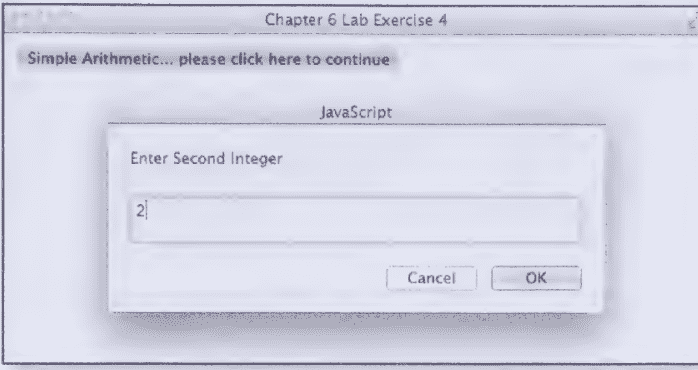 Chapter 6 Lab Exercise 4
Simple Arithmetic... please click here to continue
JavaScript
Enter Second Integer
2
Cancel OK